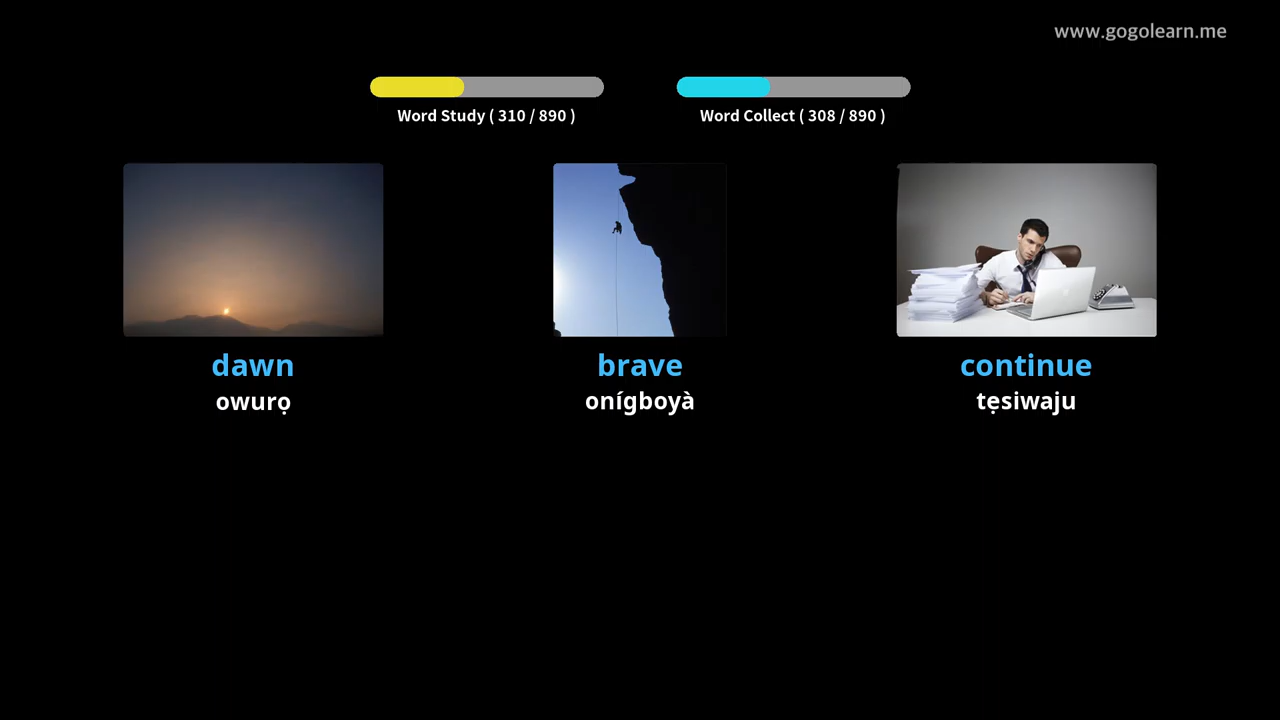 www.gogolearn.me
Word Study ( 310 / 890 )
Word Collect ( 308 / 890 )
dawn
owurọ
brave
onígboyà
continue
tẹsiwaju